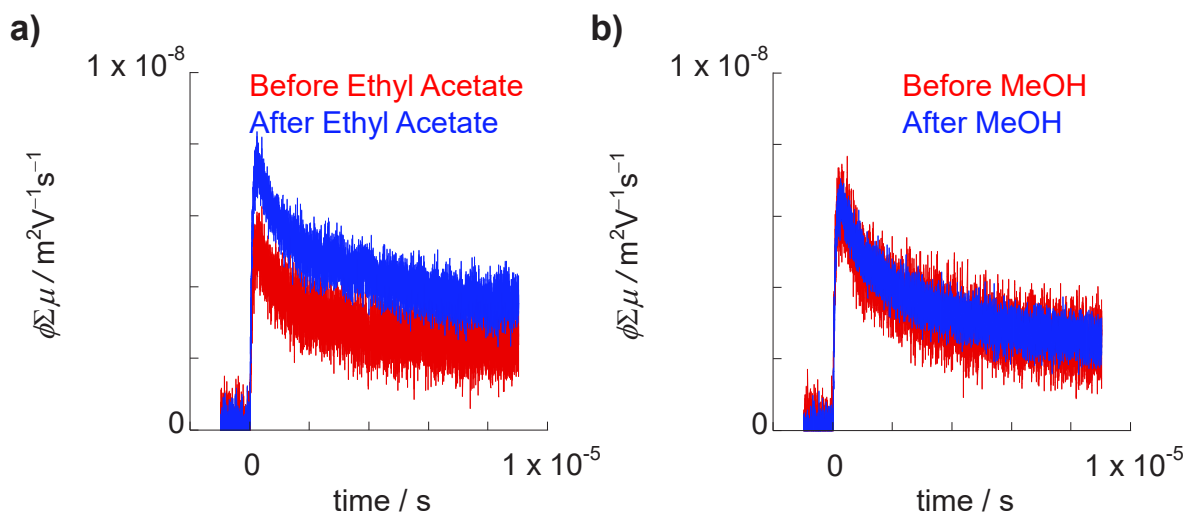 a)
1 x 10⁻⁸
Before Ethyl Acetate
After Ethyl Acetate
ϕΣμ / m²V⁻¹s⁻¹
0
0
1 x 10⁻⁵
time / s
b)
1 x 10⁻⁸
Before MeOH
After MeOH
ϕΣμ / m²V⁻¹s⁻¹
0
0
1 x 10⁻⁵
time / s